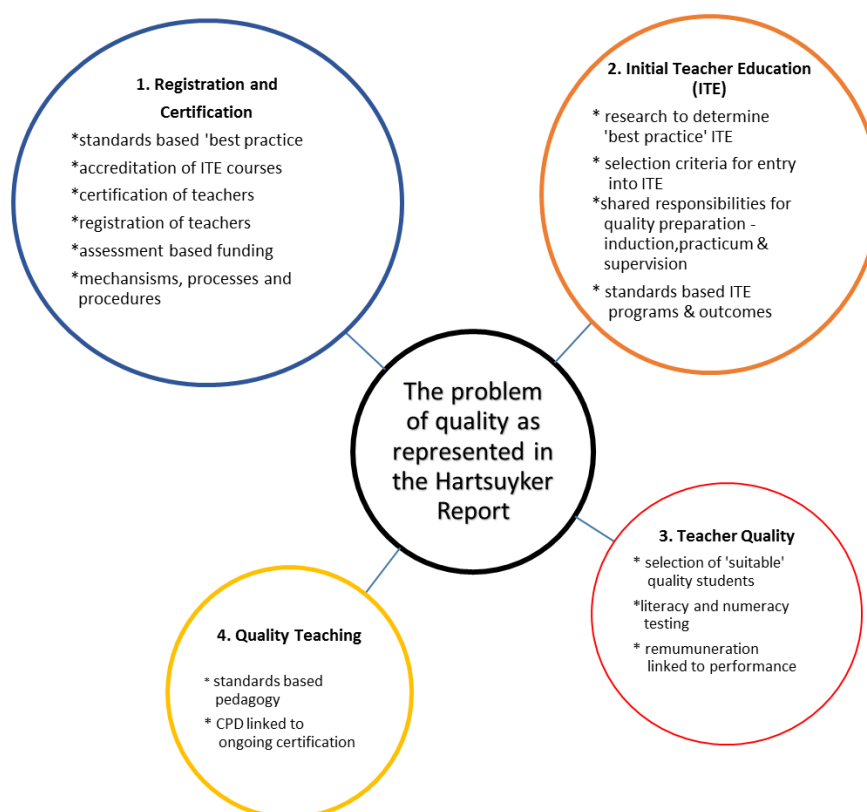 1. Registration and
Certification
*standards based 'best practice
*accreditation of ITE courses
*certification of teachers
*registration of teachers
*assessment based funding
*mechansisms, processes and
procedures
2. Initial Teacher Education
(ITE)
* research to determine
'best practice' ITE
* selection criteria for entry
into ITE
*shared responsibilities for
quality preparation -
induction,practicum &
supervision
* standards based ITE
programs & outcomes
The problem
of quality as
represented in
the Hartsuyker
Report
3. Teacher Quality
* selection of 'suitable'
quality students
*literacy and numeracy
testing
* remumuneration
linked to performance
4. Quality Teaching
* standards based
pedagogy
* CPD linked to
ongoing certification